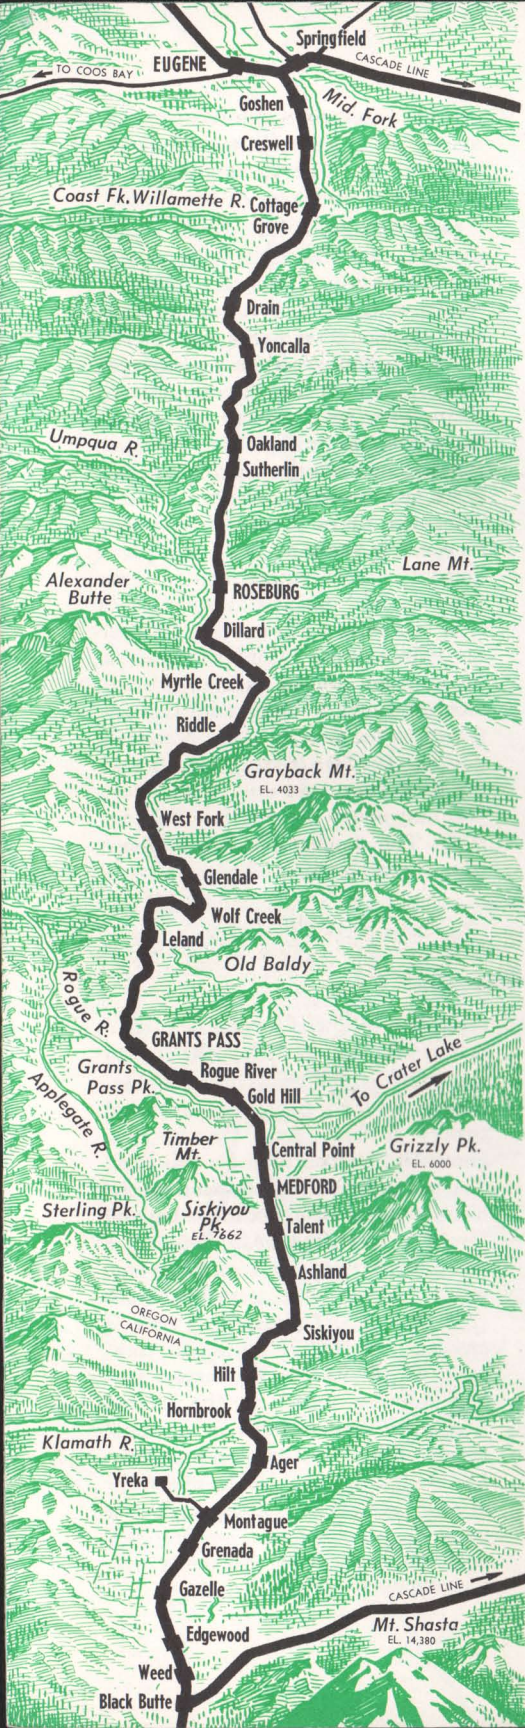 Springfield
EUGENE
TO COOS BAY
CASCADE LINE
Goshen
Mid. Fork
Creswell
Coast Fk. Willamette R.
Cottage
Grove
Drain
Yoncalla
Umpqua R.
Oakland
Sutherlin
Lane Mt.
Alexander
Butte
ROSEBURG
Dillard
Myrtle Creek
Riddle
Grayback Mt.
EL. 4033
West Fork
Glendale
Wolf Creek
Leland
Old Baldy
Rogue R.
GRANTS PASS
To Crater Lake
Grants
Pass Pk.
Rogue River
Gold Hill
Applegate R.
Timber
Mt.
Central Point
Grizzly Pk.
EL. 6000
MEDFORD
Sterling Pk.
Siskiyou
Pk.
EL. 7662
Talent
Ashland
OREGON
CALIFORNIA
Siskiyou
Hilt
Hornbrook
Klamath R.
Ager
Yreka
Montague
Grenada
Gazelle
CASCADE LINE
Mt. Shasta
EL. 14,380
Edgewood
Weed
Black Butte